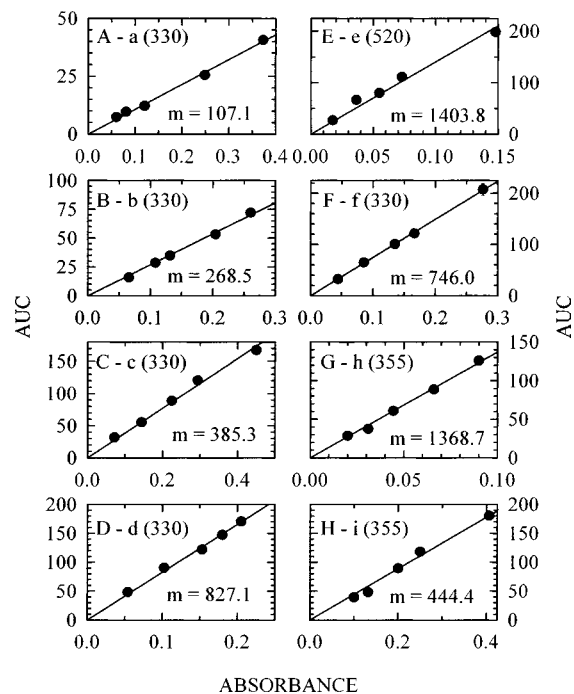 A - a (330)
m = 107.1
50
25
0
0.0 0.1 0.2 0.3 0.4
E - e (520)
m = 1403.8
200
100
0
0.00 0.05 0.10 0.15
B - b (330)
m = 268.5
100
75
50
25
0
0.0 0.1 0.2 0.3
F - f (330)
m = 746.0
200
100
0
0.0 0.1 0.2 0.3
C - c (330)
m = 385.3
150
100
50
0
0.0 0.2 0.4
G - h (355)
m = 1368.7
150
100
50
0
0.00 0.05 0.10
D - d (330)
m = 827.1
200
150
100
50
0
0.0 0.1 0.2
H - i (355)
m = 444.4
200
150
100
50
0
0.0 0.1 0.2 0.3 0.4
AUC
AUC
ABSORBANCE